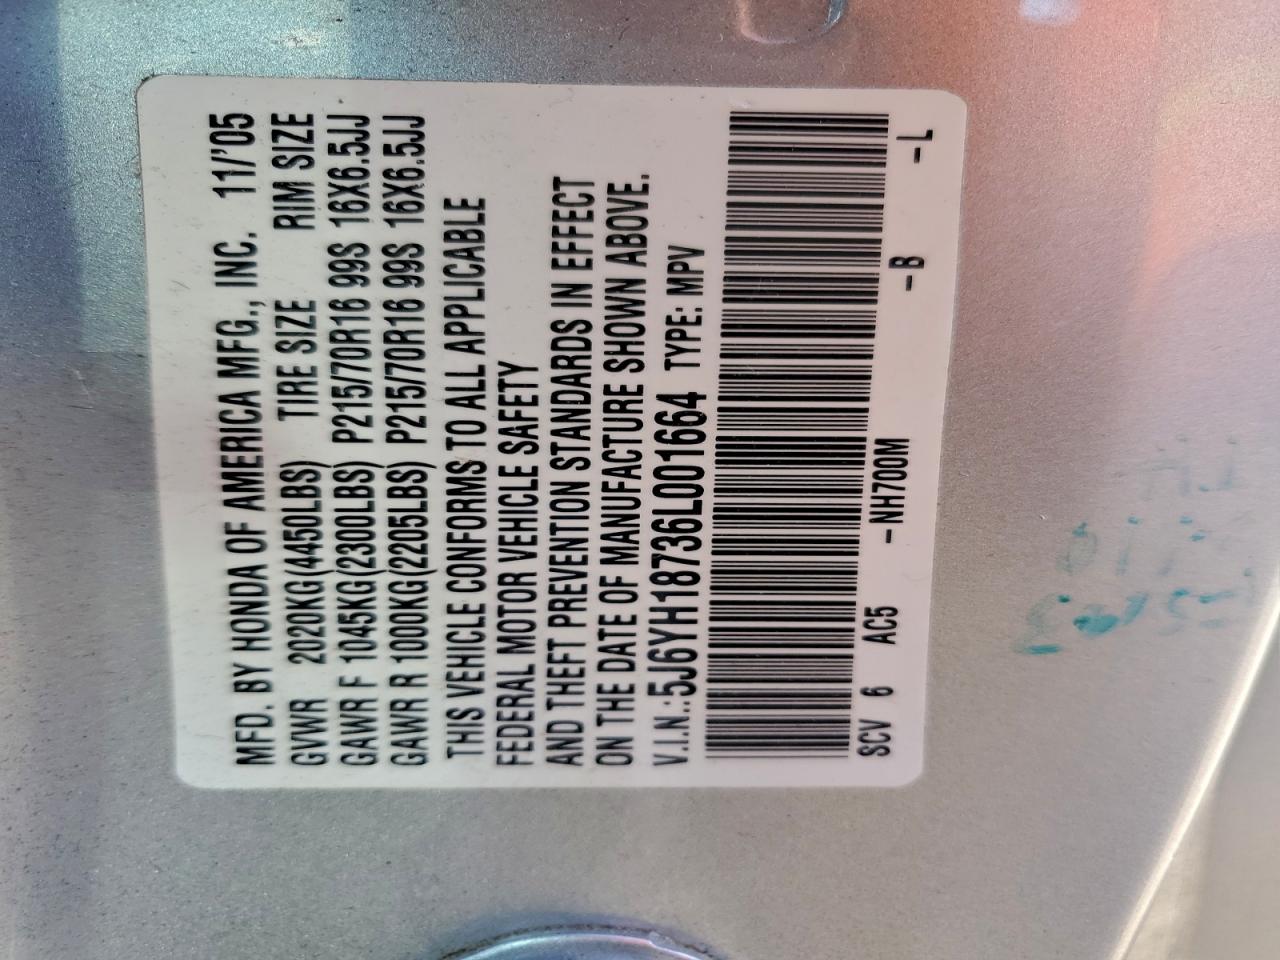 MFD. BY HONDA OF AMERICA MFG., INC. 11/'05
GVWR 2020KG(4450LBS) TIRE SIZE RIM SIZE
GAWR F 1045KG(2300LBS) P215/70R16 99S 16X6.5JJ
GAWR R 1000KG(2205LBS) P215/70R16 99S 16X6.5JJ
THIS VEHICLE CONFORMS TO ALL APPLICABLE
FEDERAL MOTOR VEHICLE SAFETY
AND THEFT PREVENTION STANDARDS IN EFFECT
ON THE DATE OF MANUFACTURE SHOWN ABOVE.
V.I.N.:5J6YH18736L001664 TYPE: MPV
SCV 6 AC5 -NH700M -B -L